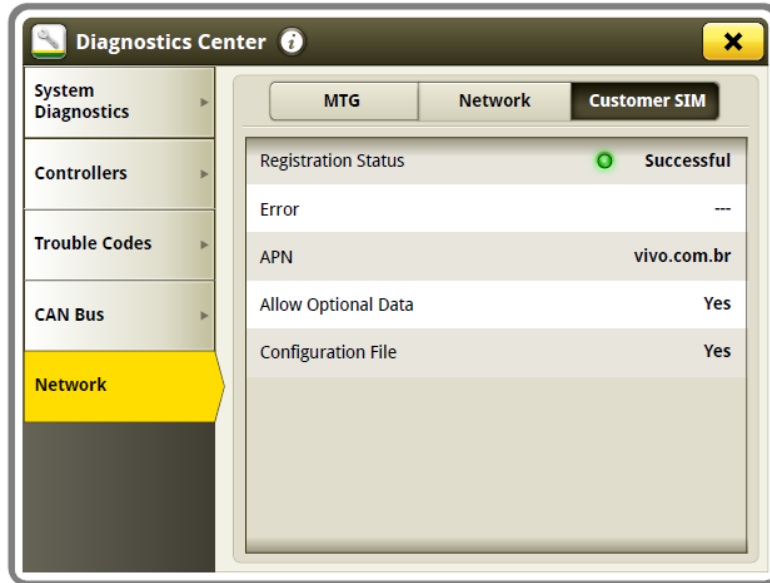 Diagnostics Center
System
Diagnostics
Controllers
Trouble Codes
CAN Bus
Network
MTG Network Customer SIM
Registration Status Successful
Error ---
APN vivo.com.br
Allow Optional Data Yes
Configuration File Yes